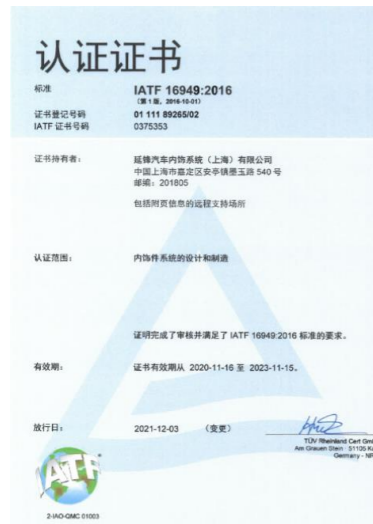 认证证书
标准 IATF 16949:2016
(第 1 版, 2016-10-01)
证书登记号码 01 111 89265/02
IATF 证书号码 0375353
证书持有者: 延锋汽车内饰系统(上海)有限公司
中国上海市嘉定区安亭镇墨玉路 540 号
邮编: 201805
包括附页信息的远程支持场所
认证范围: 内饰件系统的设计和制造
证明完成了审核并满足了 IATF 16949:2016 标准的要求。
有效期: 证书有效期从 2020-11-16 至 2023-11-15。
放行日: 2021-12-03 (变更)
TÜV Rheinland Cert Gm
Am Grauen Stein · 51105 K
Germany - NR
IATF
2-IAO-QMC 01003